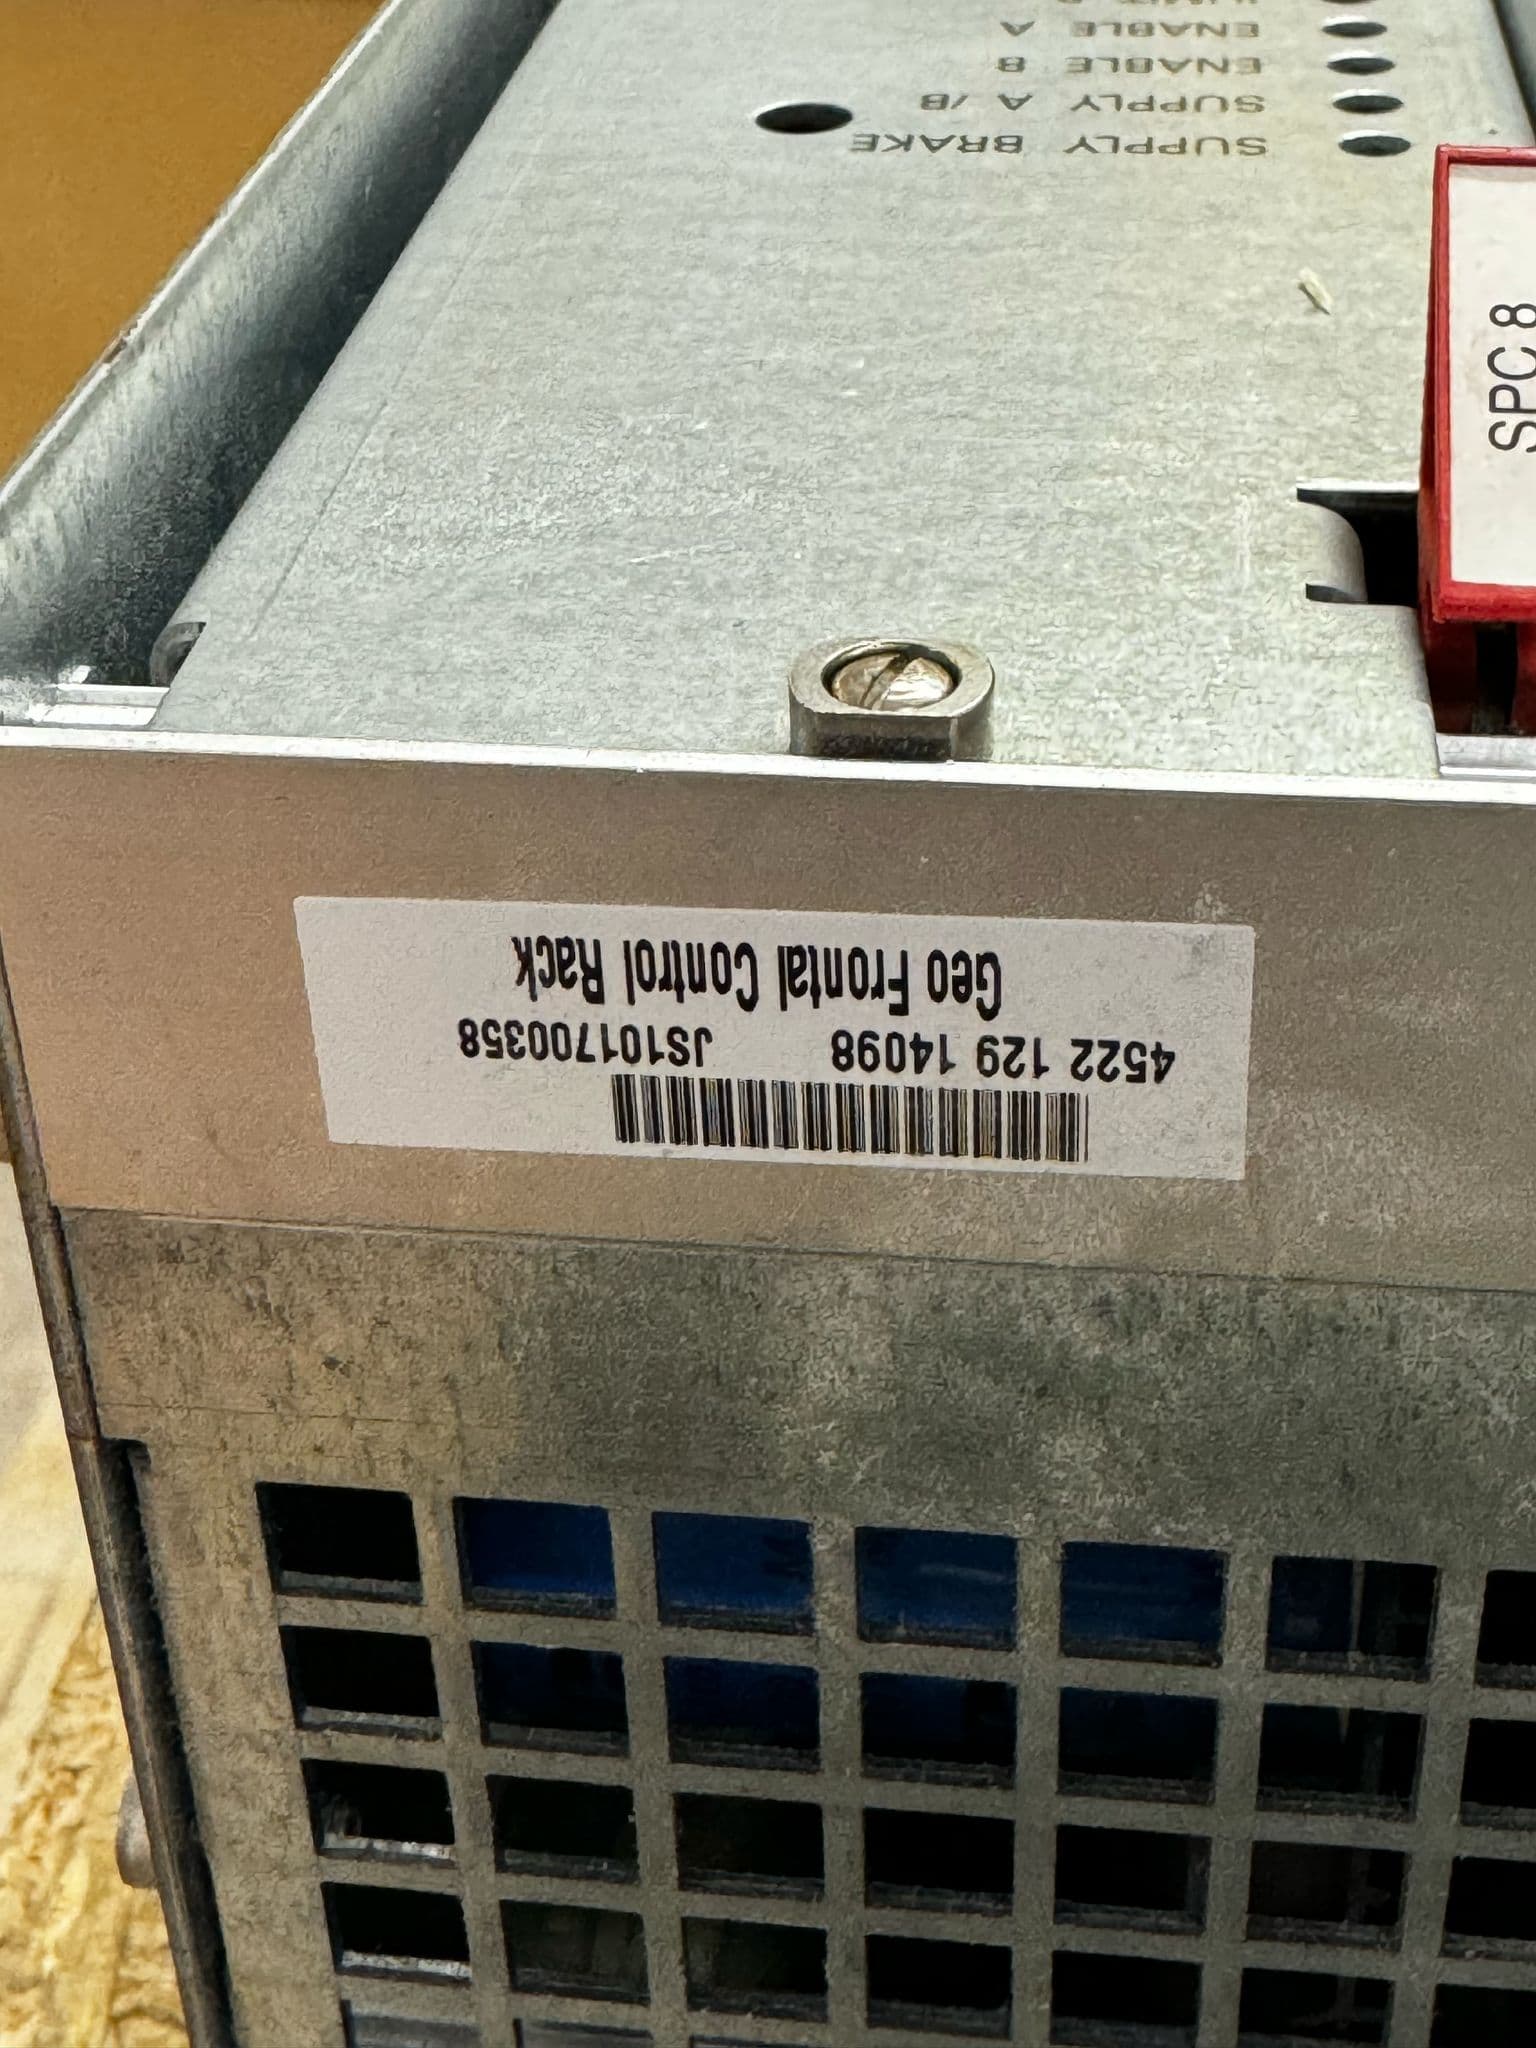 4522 129 14098 JS101700358
Geo Frontal Control Rack
SPC 8
SUPPLY BRAKE
SUPPLY A/B
ENABLE B
ENABLE A